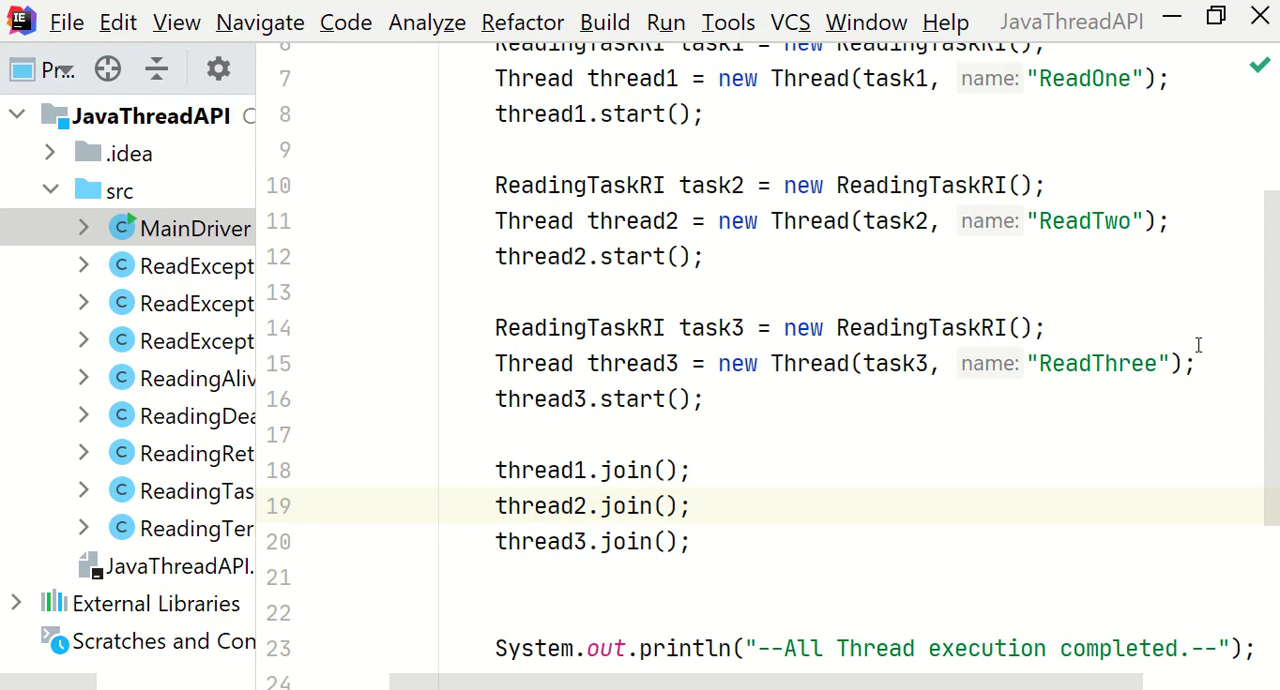 File Edit View Navigate Code Analyze Refactor Build Run Tools VCS Window Help JavaThreadAPI
Pr...
JavaThreadAPI C
.idea
src
MainDriver
ReadExcept
ReadExcept
ReadExcept
ReadingAliv
ReadingDea
ReadingRet
ReadingTas
ReadingTer
JavaThreadAPI.
External Libraries
Scratches and Con
6 ReadingTaskRI task1 = new ReadingTaskRI();
7 Thread thread1 = new Thread(task1, name: "ReadOne");
8 thread1.start();
9
10 ReadingTaskRI task2 = new ReadingTaskRI();
11 Thread thread2 = new Thread(task2, name: "ReadTwo");
12 thread2.start();
13
14 ReadingTaskRI task3 = new ReadingTaskRI();
15 Thread thread3 = new Thread(task3, name: "ReadThree");
16 thread3.start();
17
18 thread1.join();
19 thread2.join();
20 thread3.join();
21
22
23 System.out.println("--All Thread execution completed.--");
24